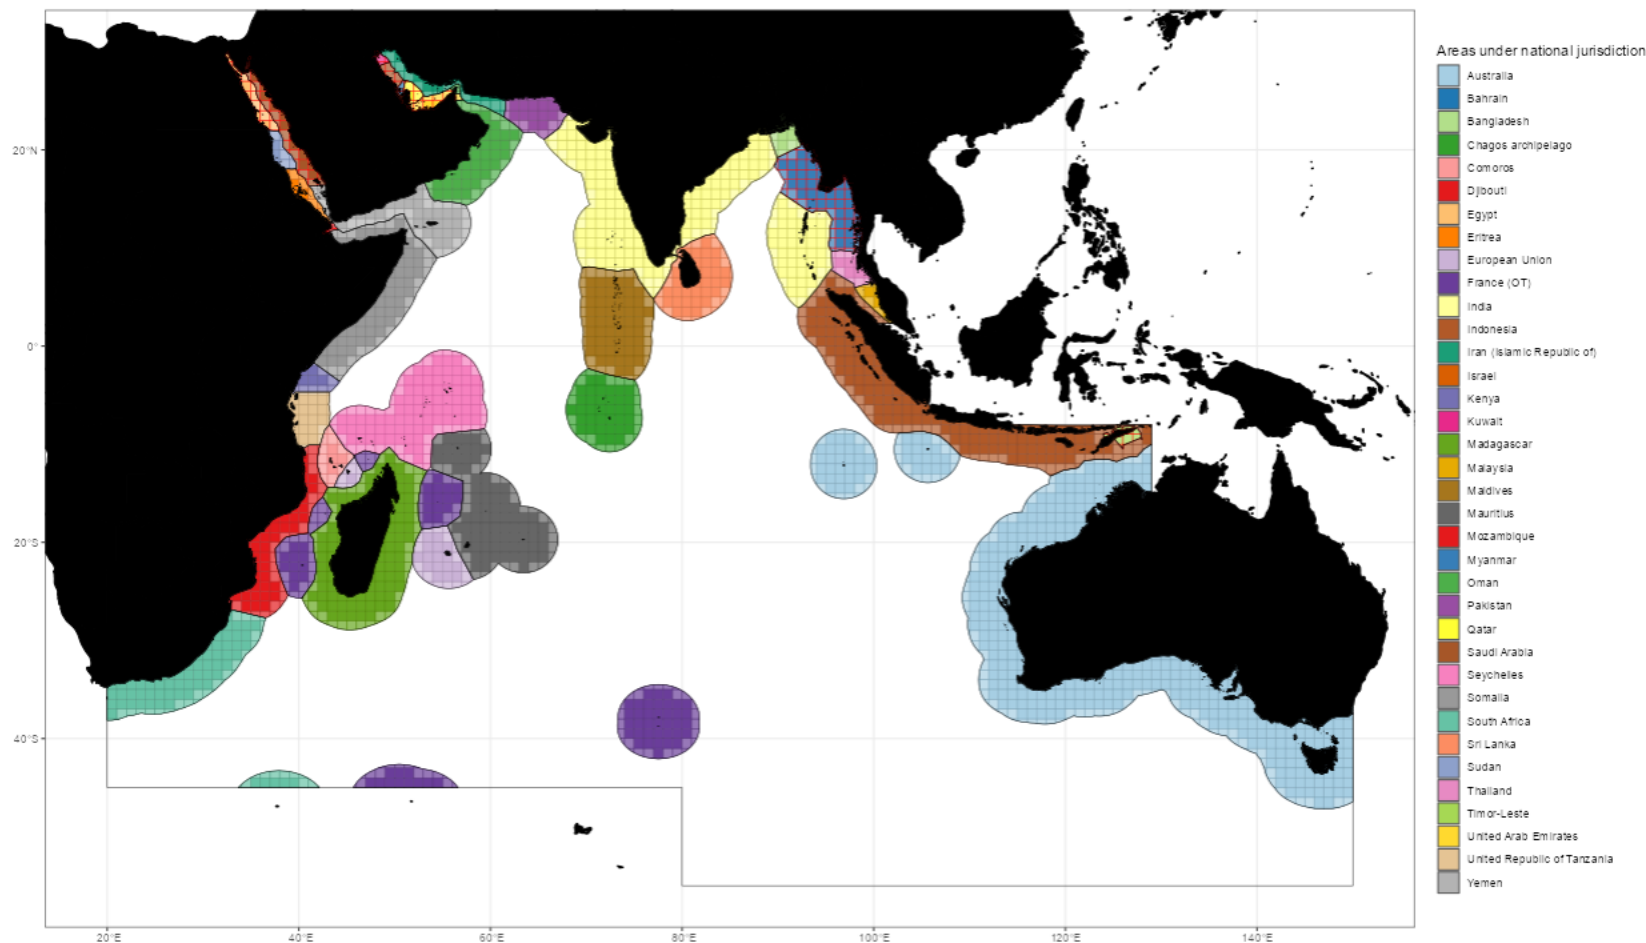 Areas under national jurisdiction
Australia
Bahrain
Bangladesh
Chagos archipelago
Comoros
Djibouti
Egypt
Eritrea
European Union
France (OT)
India
Indonesia
Iran (Islamic Republic of)
Israel
Kenya
Kuwait
Madagascar
Malaysia
Maldives
Mauritius
Mozambique
Myanmar
Oman
Pakistan
Qatar
Saudi Arabia
Seychelles
Somalia
South Africa
Sri Lanka
Sudan
Thailand
Timor-Leste
United Arab Emirates
United Republic of Tanzania
Yemen
20°N
0°
20°S
40°S
20°E
40°E
60°E
80°E
100°E
120°E
140°E